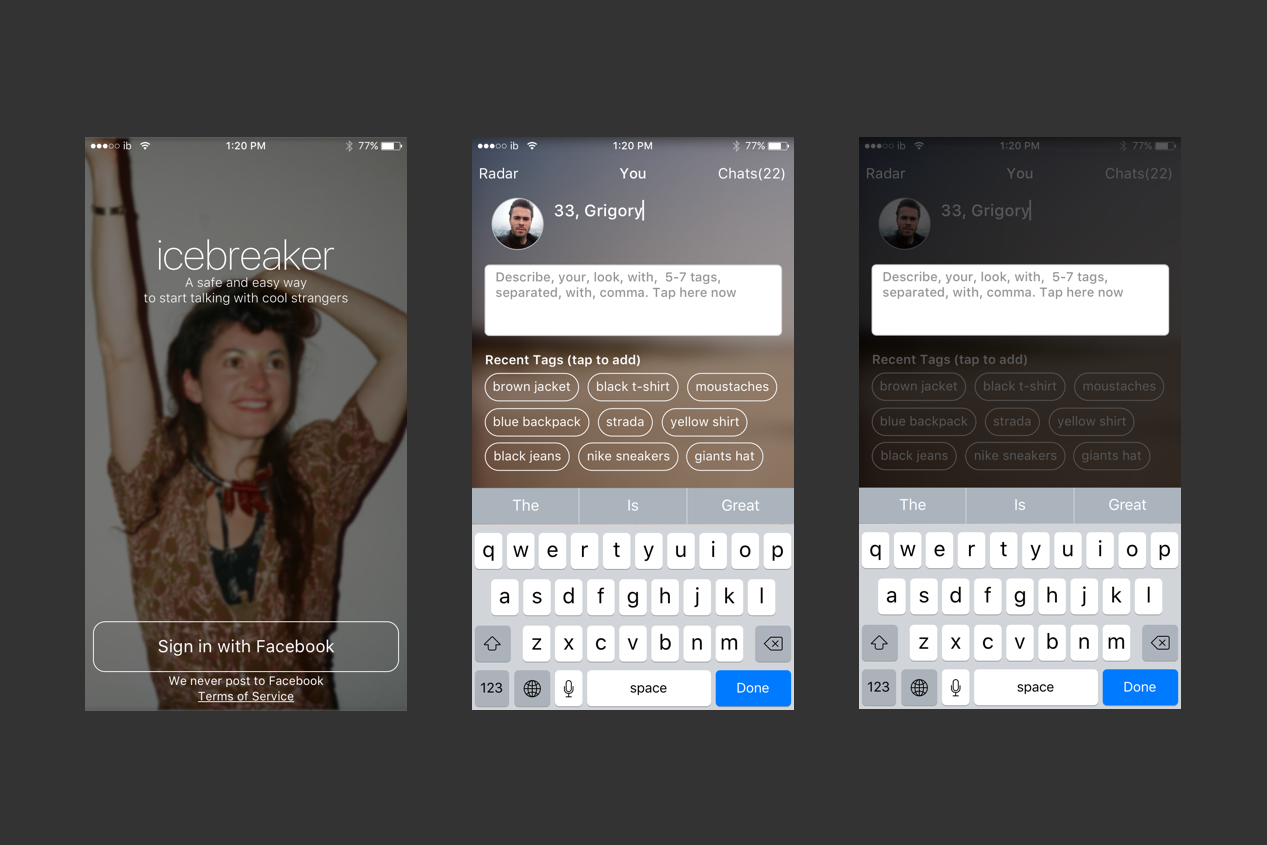 ib 1:20 PM 77%
icebreaker
A safe and easy way
to start talking with cool strangers
Sign in with Facebook
We never post to Facebook
Terms of Service
ib 1:20 PM 77%
Radar You Chats(22)
33, Grigory
Describe, your, look, with, 5-7 tags,
separated, with, comma. Tap here now
Recent Tags (tap to add)
brown jacket black t-shirt moustaches
blue backpack strada yellow shirt
black jeans nike sneakers giants hat
The Is Great
q w e r t y u i o p
a s d f g h j k l
z x c v b n m
123 space Done
ib 1:20 PM 77%
Radar You Chats(22)
33, Grigory
Describe, your, look, with, 5-7 tags,
separated, with, comma. Tap here now
Recent Tags (tap to add)
brown jacket black t-shirt moustaches
blue backpack strada yellow shirt
black jeans nike sneakers giants hat
The Is Great
q w e r t y u i o p
a s d f g h j k l
z x c v b n m
123 space Done